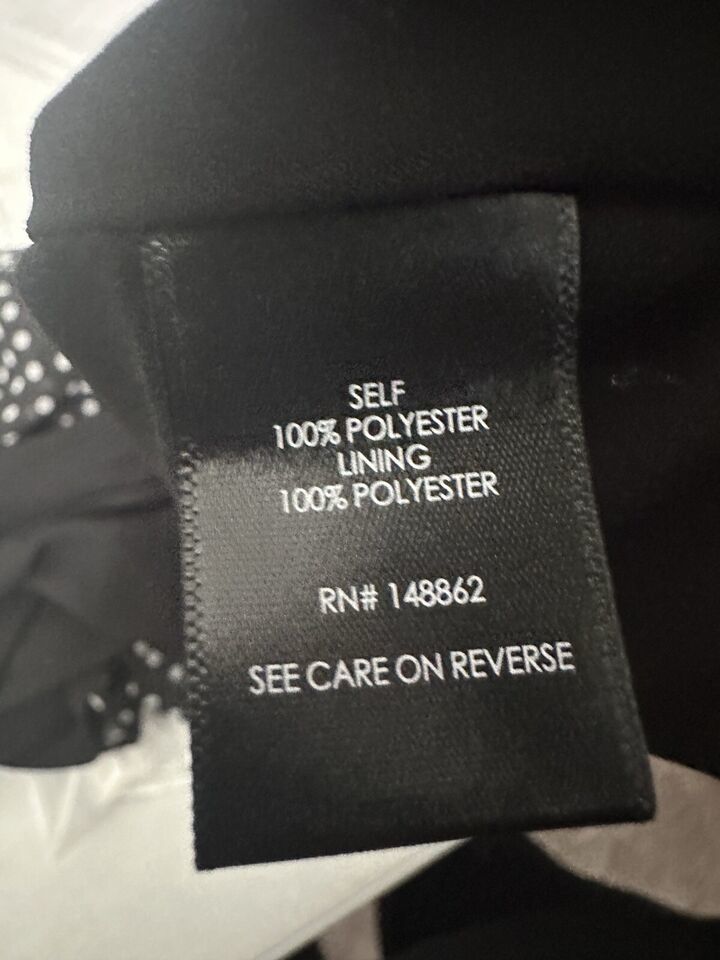 SELF
100% POLYESTER
LINING
100% POLYESTER
RN# 148862
SEE CARE ON REVERSE